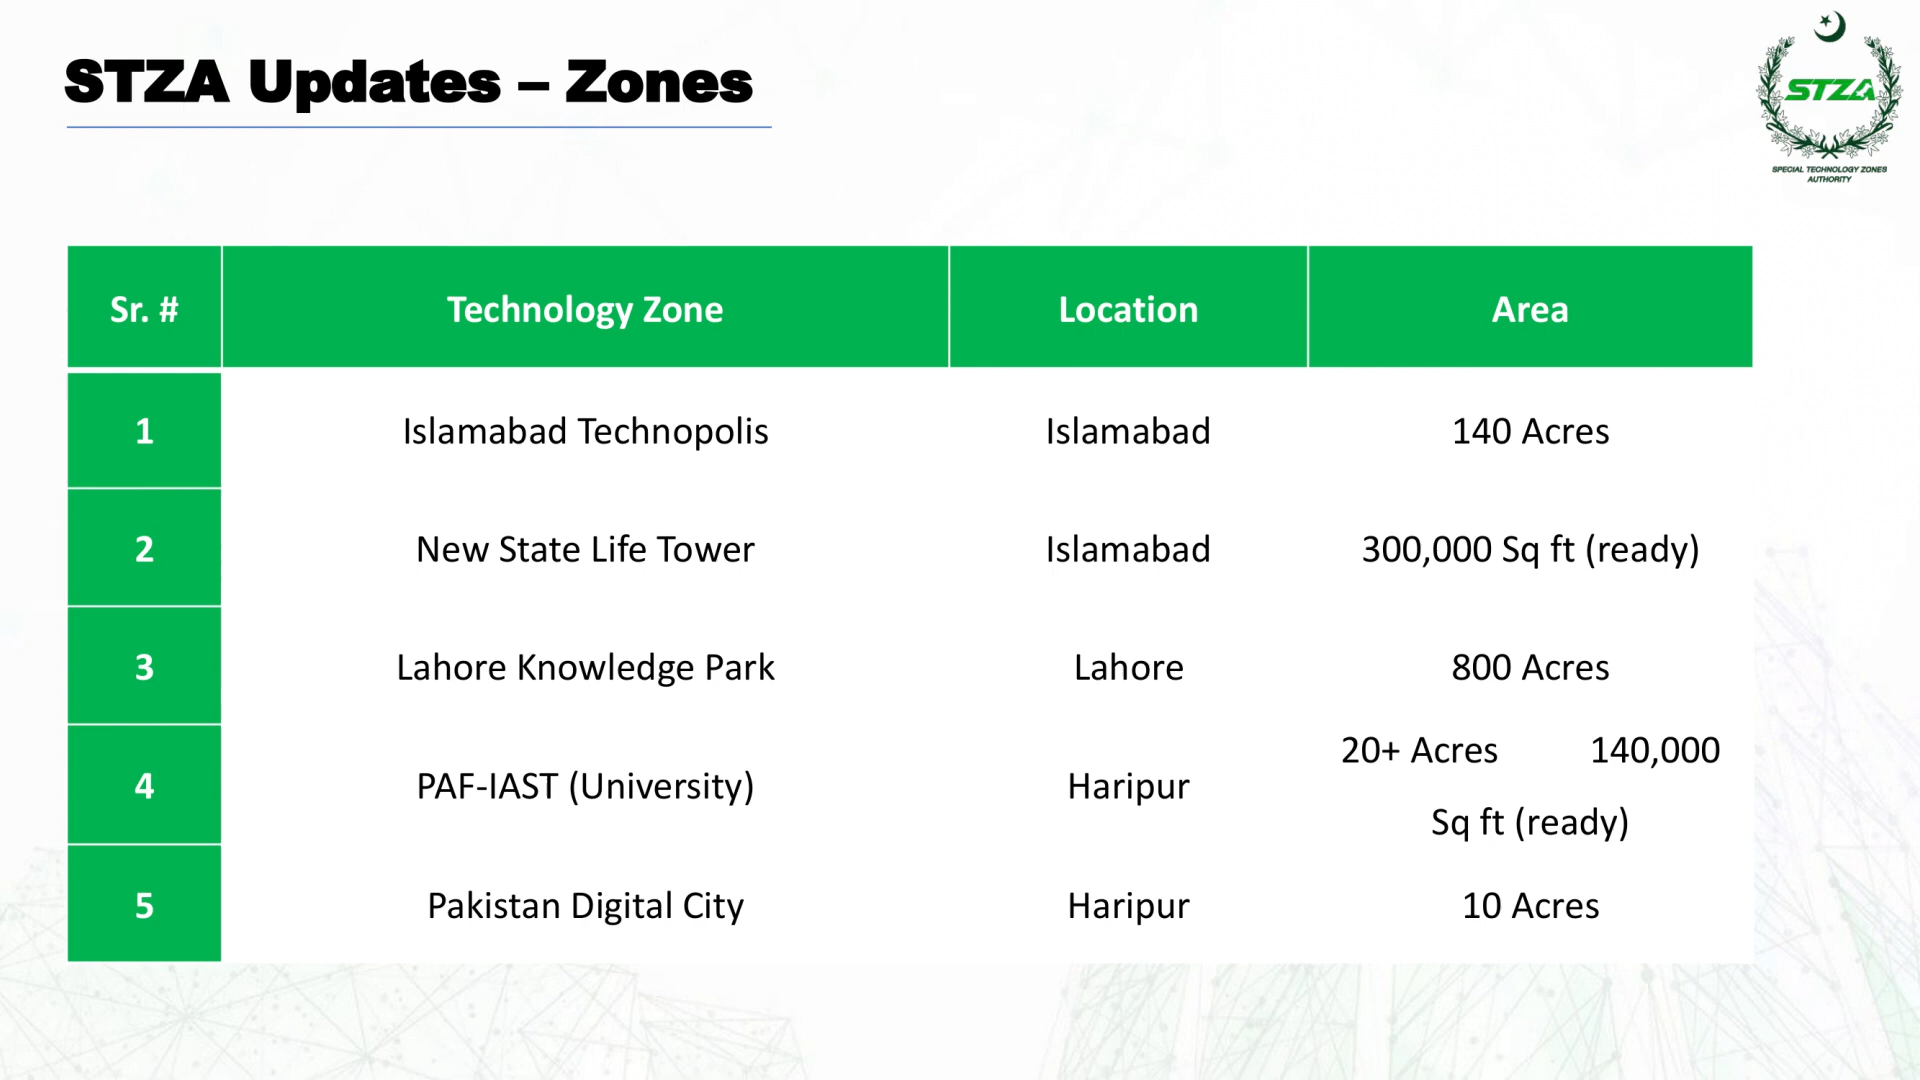 STZA Updates – Zones
STZA
SPECIAL TECHNOLOGY ZONES
AUTHORITY
Sr. # Technology Zone Location Area
1 Islamabad Technopolis Islamabad 140 Acres
2 New State Life Tower Islamabad 300,000 Sq ft (ready)
3 Lahore Knowledge Park Lahore 800 Acres
4 PAF-IAST (University) Haripur 20+ Acres 140,000
Sq ft (ready)
5 Pakistan Digital City Haripur 10 Acres